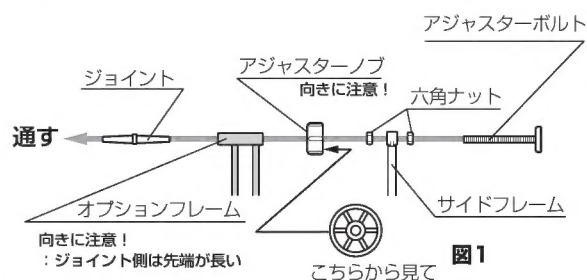 アジャスターボルト
アジャスターノブ
向きに注意！
ジョイント
六角ナット
通す
オプションフレーム
向きに注意！
：ジョイント側は先端が長い
サイドフレーム
こちらから見て
図1